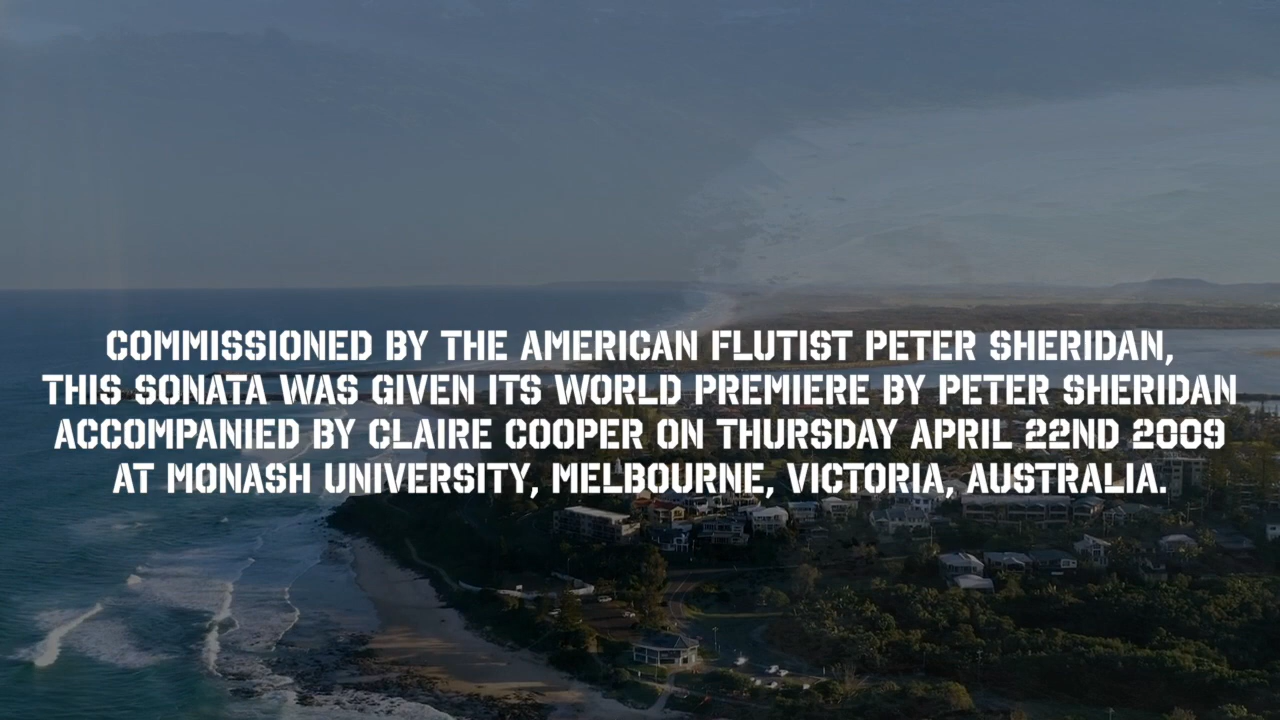 COMMISSIONED BY THE AMERICAN FLUTIST PETER SHERIDAN,
THIS SONATA WAS GIVEN ITS WORLD PREMIERE BY PETER SHERIDAN
ACCOMPANIED BY CLAIRE COOPER ON THURSDAY APRIL 22ND 2009
AT MONASH UNIVERSITY, MELBOURNE, VICTORIA, AUSTRALIA.